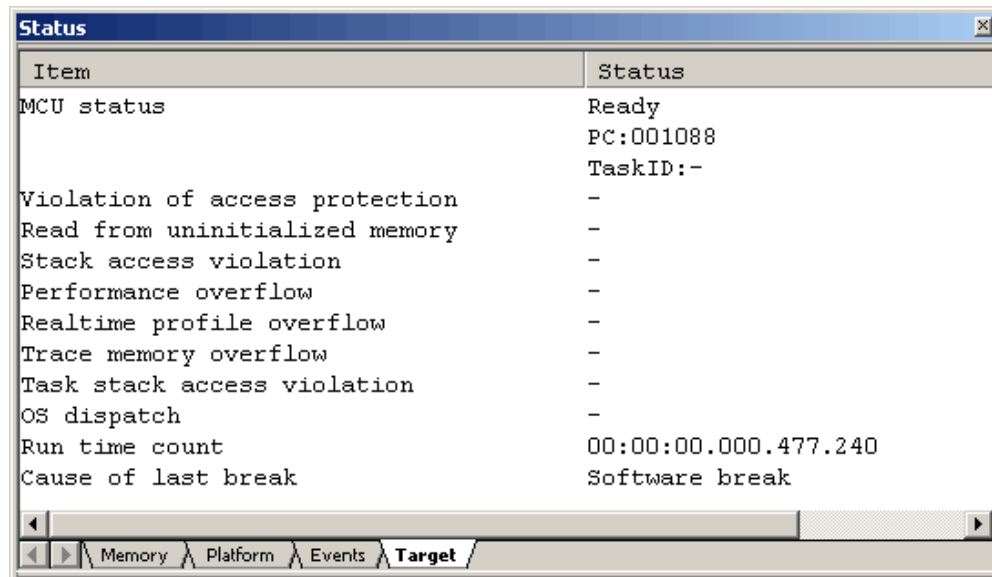 Status
Item Status
MCU status Ready
PC:001088
TaskID:-
Violation of access protection -
Read from uninitialized memory -
Stack access violation -
Performance overflow -
Realtime profile overflow -
Trace memory overflow -
Task stack access violation -
OS dispatch -
Run time count 00:00:00.000.477.240
Cause of last break Software break
Memory Platform Events Target